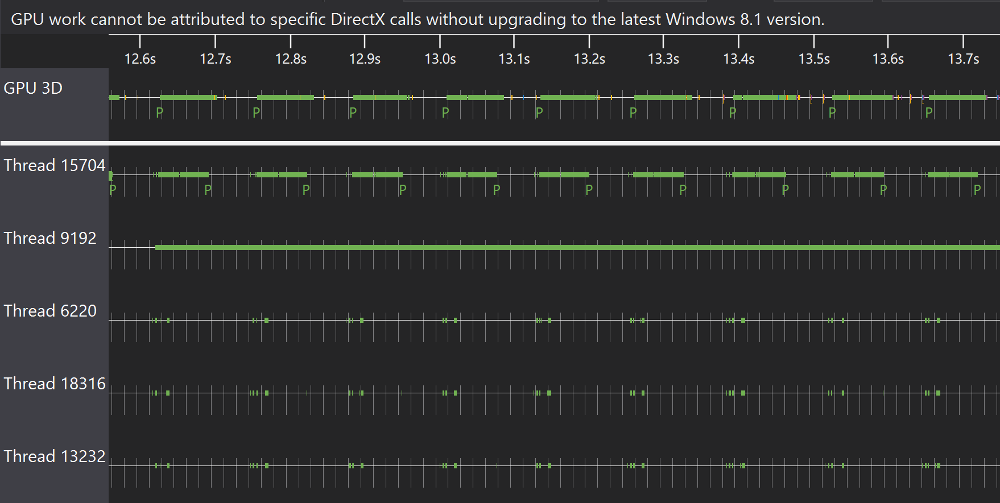 GPU work cannot be attributed to specific DirectX calls without upgrading to the latest Windows 8.1 version.
12.6s 12.7s 12.8s 12.9s 13.0s 13.1s 13.2s 13.3s 13.4s 13.5s 13.6s 13.7s
GPU 3D
P P P P P P P P P
Thread 15704
P P P P P P P P P P
Thread 9192
Thread 6220
Thread 18316
Thread 13232